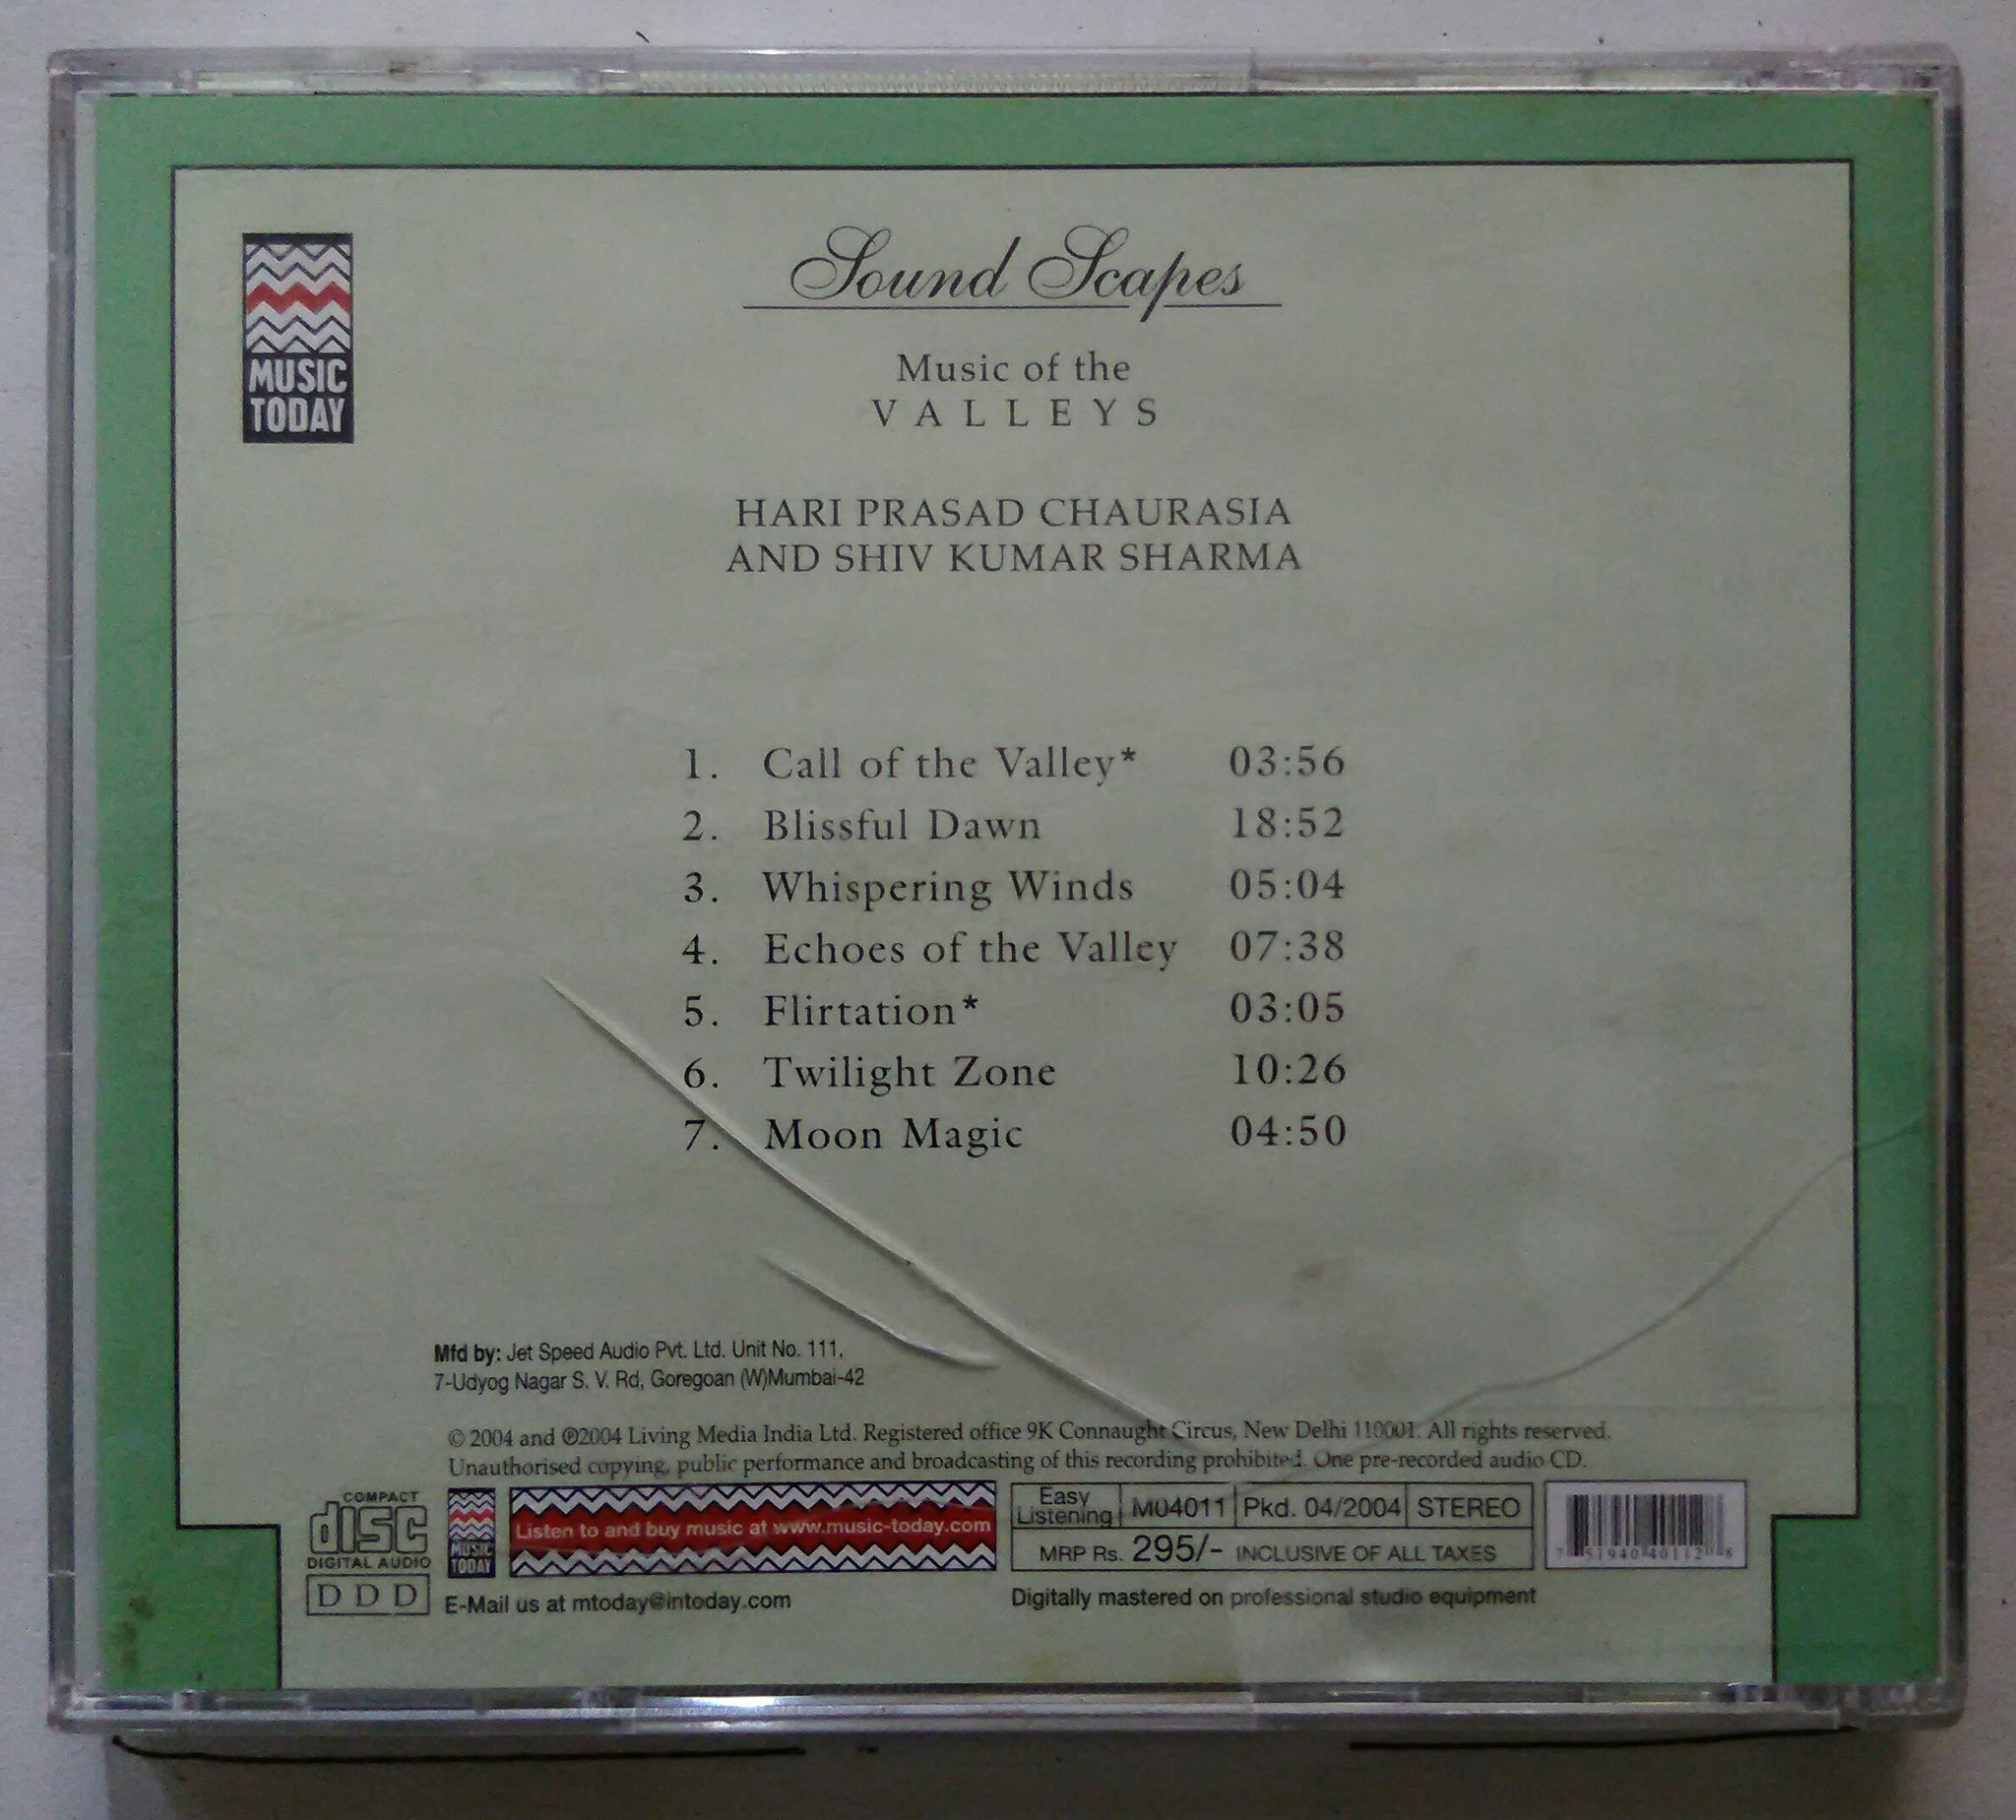 MUSIC
TODAY
Sound Scapes
Music of the
VALLEYS
HARI PRASAD CHAURASIA
AND SHIV KUMAR SHARMA
1. Call of the Valley* 03:56
2. Blissful Dawn 18:52
3. Whispering Winds 05:04
4. Echoes of the Valley 07:38
5. Flirtation* 03:05
6. Twilight Zone 10:26
7. Moon Magic 04:50
Mfd by: Jet Speed Audio Pvt. Ltd. Unit No. 111,
7-Udyog Nagar S. V. Rd, Goregoan (W)Mumbai-42
© 2004 and ℗2004 Living Media India Ltd. Registered office 9K Connaught Circus, New Delhi 110001. All rights reserved.
Unauthorised copying, public performance and broadcasting of this recording prohibited. One pre-recorded audio CD.
COMPACT
disc
DIGITAL AUDIO
DDD
MUSIC
TODAY
Listen to and buy music at www.music-today.com
E-Mail us at mtoday@intoday.com
Easy Listening M04011 Pkd. 04/2004 STEREO
MRP Rs. 295/- INCLUSIVE OF ALL TAXES
Digitally mastered on professional studio equipment